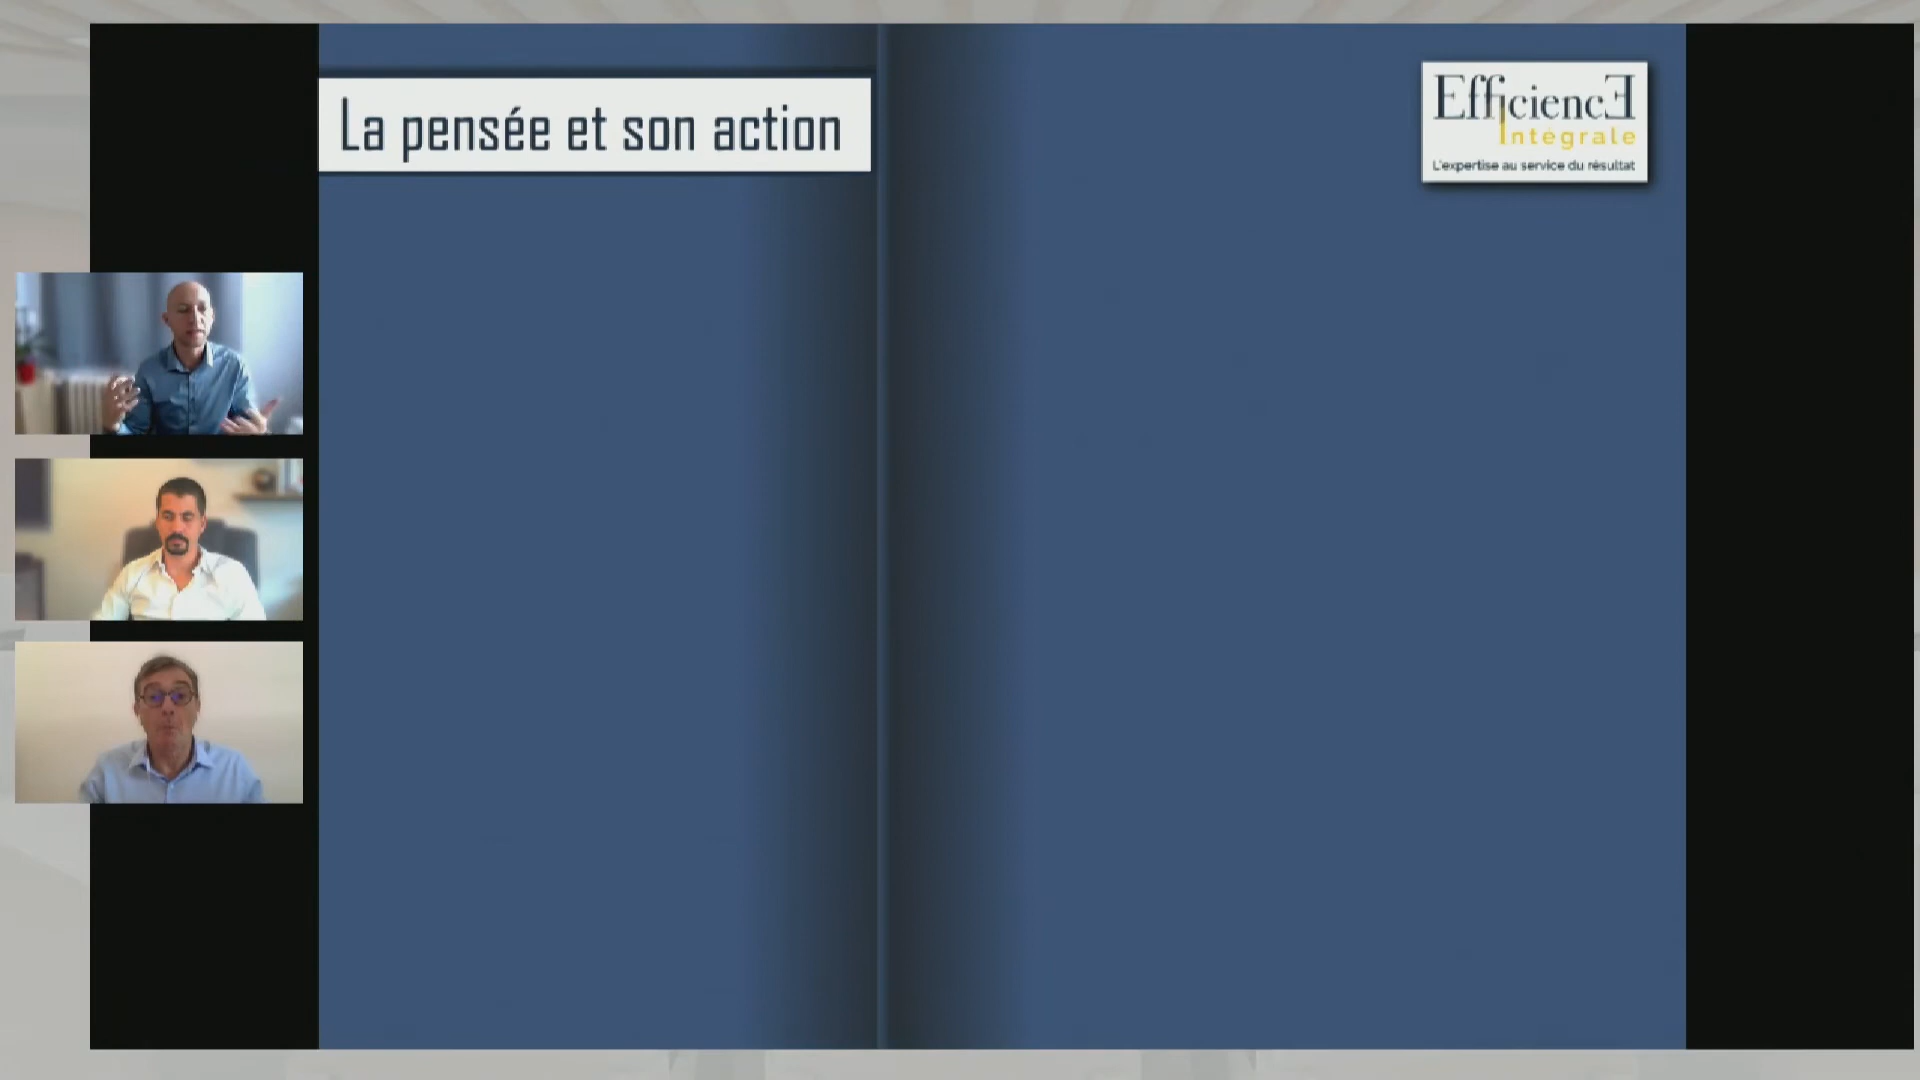 La pensée et son action
EfficiencE
Intégrale
L'expertise au service du résultat